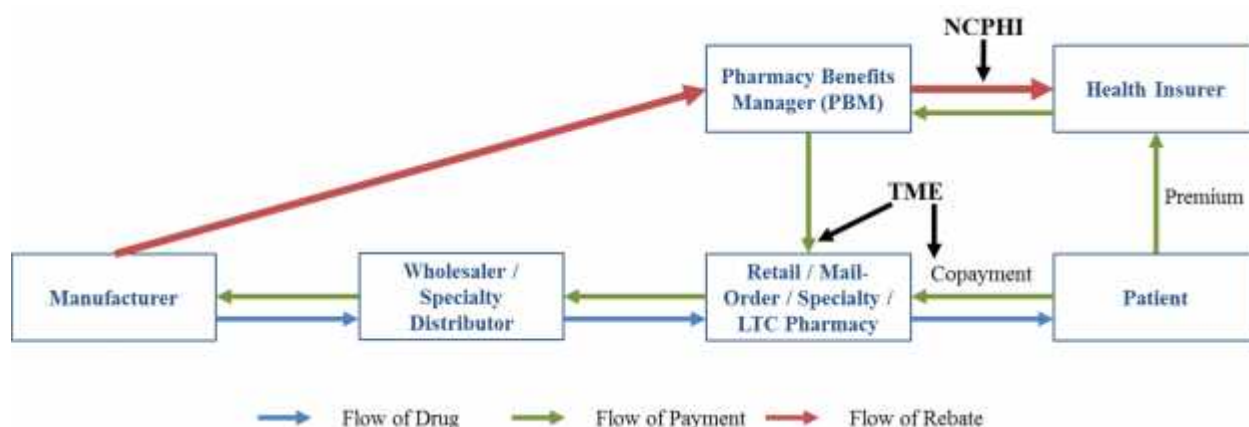 NCPHI
Pharmacy Benefits
Manager (PBM)
Health Insurer
TME
Premium
Manufacturer
Wholesaler /
Specialty
Distributor
Retail / Mail-
Order / Specialty /
LTC Pharmacy
Copayment
Patient
Flow of Drug
Flow of Payment
Flow of Rebate